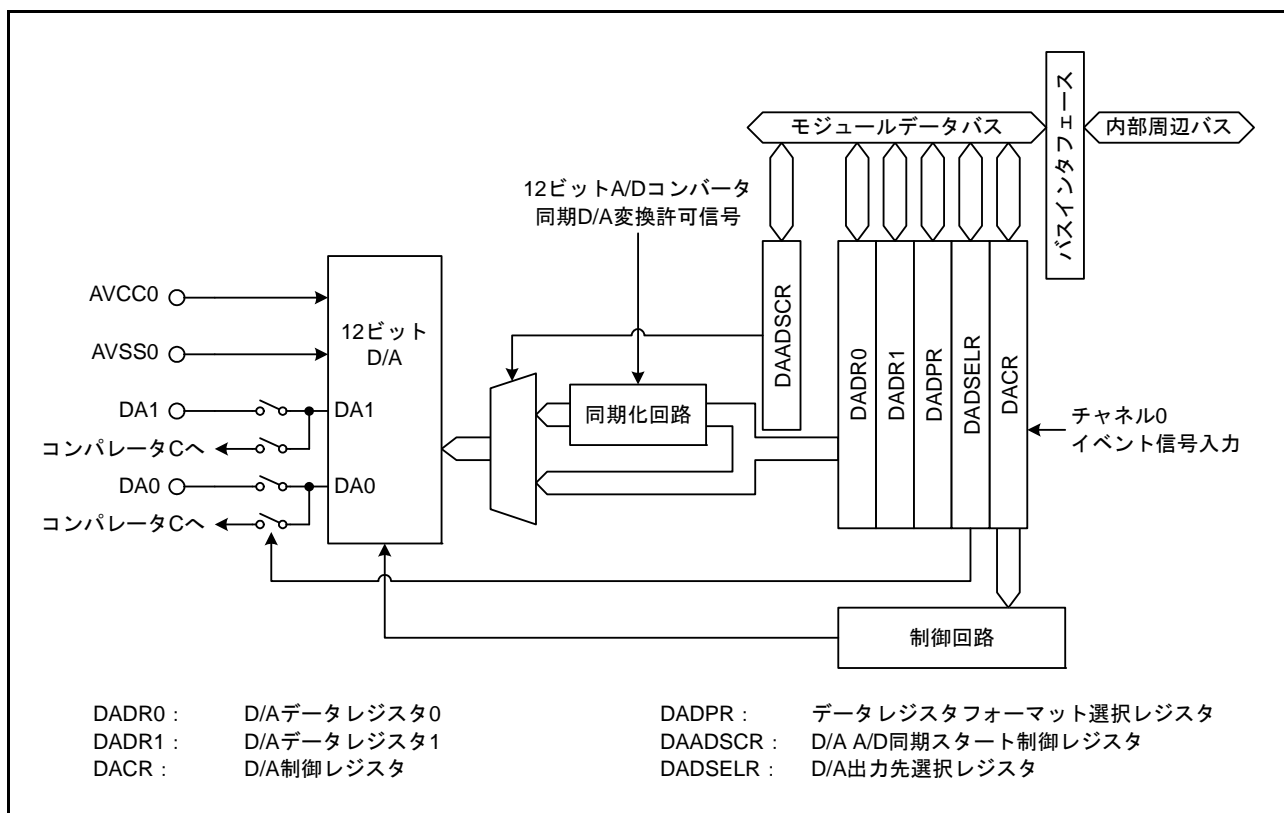 バスインタフェース
モジュールデータバス
内部周辺バス
12ビットA/Dコンバータ
同期D/A変換許可信号
AVCC0
AVSS0
DA1
コンパレータCへ
DA0
コンパレータCへ
12ビット
D/A
DA1
DA0
同期化回路
DAADSCR
DADR0
DADR1
DADPR
DADSELR
DACR
チャネル0
イベント信号入力
制御回路
DADR0： D/Aデータレジスタ0
DADR1： D/Aデータレジスタ1
DACR： D/A制御レジスタ
DADPR： データレジスタフォーマット選択レジスタ
DAADSCR： D/A A/D同期スタート制御レジスタ
DADSELR： D/A出力先選択レジスタ